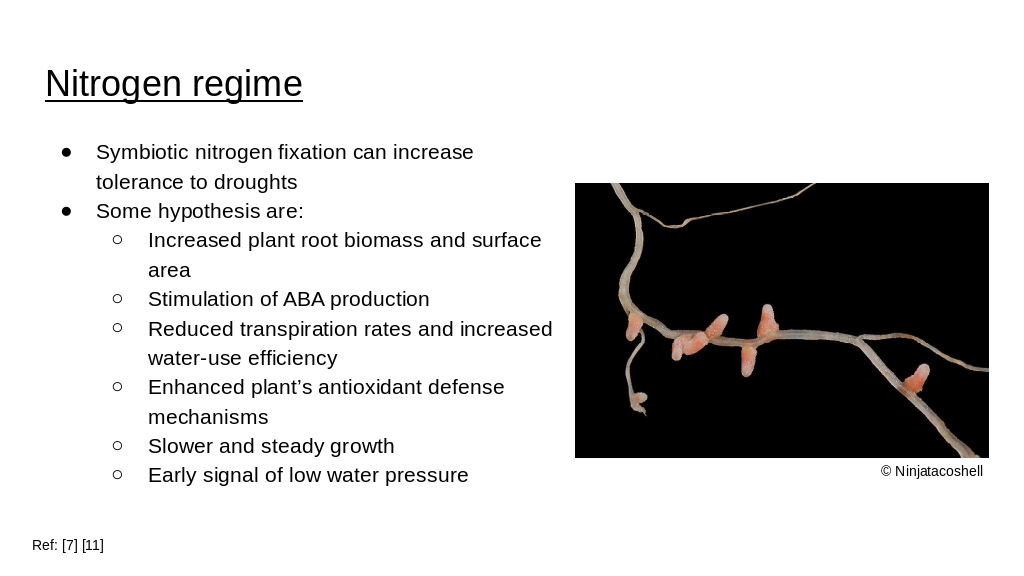 Nitrogen regime
● Symbiotic nitrogen fixation can increase
tolerance to droughts
● Some hypothesis are:
○ Increased plant root biomass and surface
area
○ Stimulation of ABA production
○ Reduced transpiration rates and increased
water-use efficiency
○ Enhanced plant’s antioxidant defense
mechanisms
○ Slower and steady growth
○ Early signal of low water pressure
© Ninjatacoshell
Ref: [7] [11]